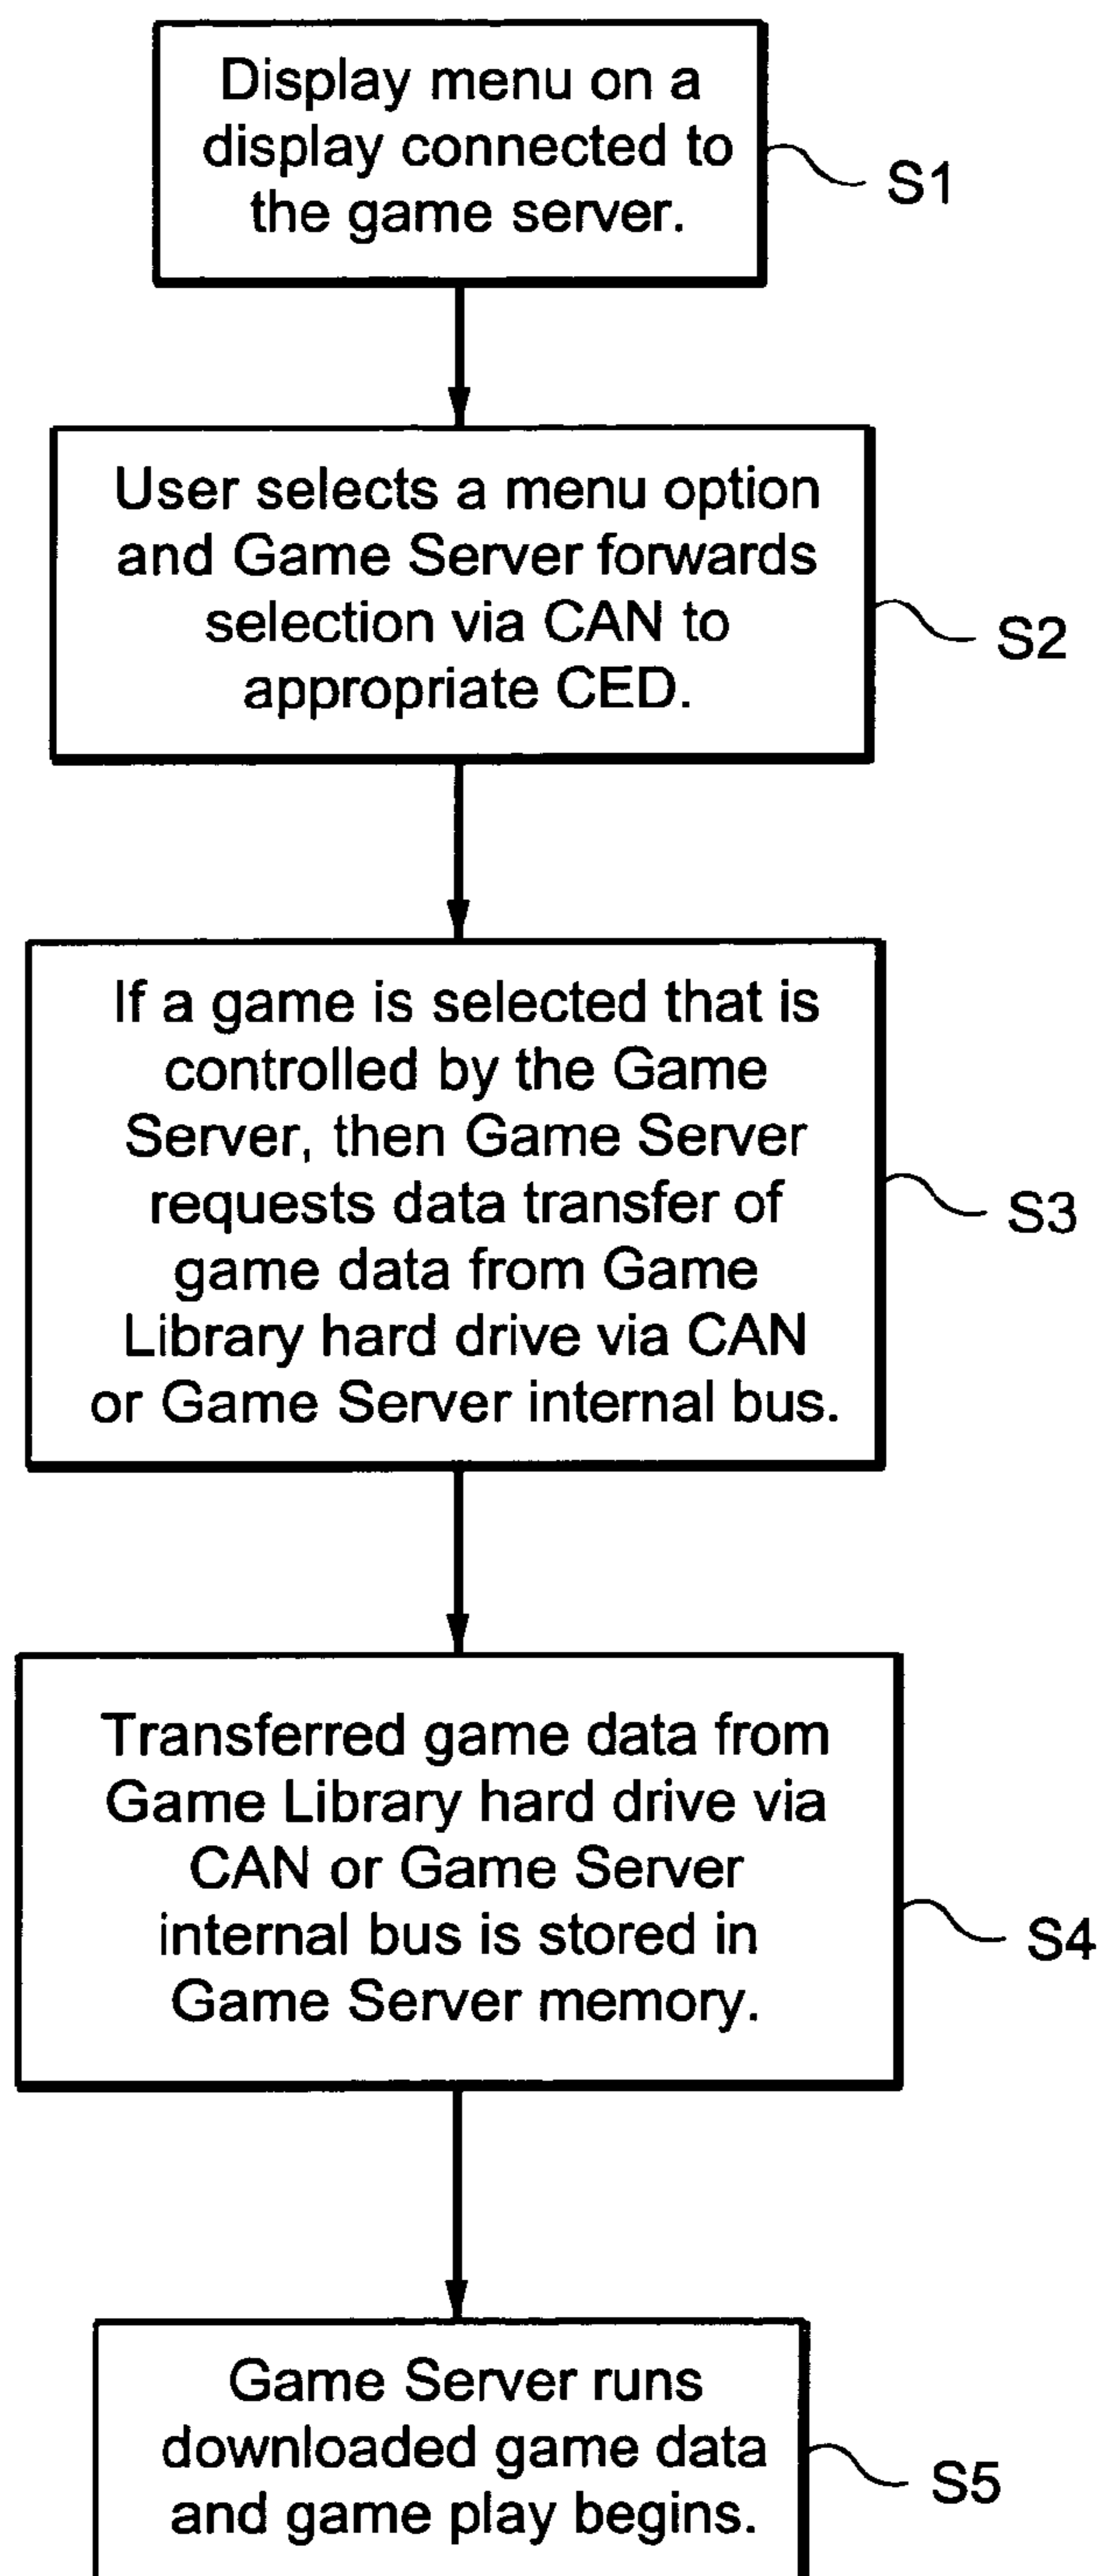 Display menu on a
display connected to
the game server.
S1
User selects a menu option
and Game Server forwards
selection via CAN to
appropriate CED.
S2
If a game is selected that is
controlled by the Game
Server, then Game Server
requests data transfer of
game data from Game
Library hard drive via CAN
or Game Server internal bus.
S3
Transferred game data from
Game Library hard drive via
CAN or Game Server
internal bus is stored in
Game Server memory.
S4
Game Server runs
downloaded game data
and game play begins.
S5